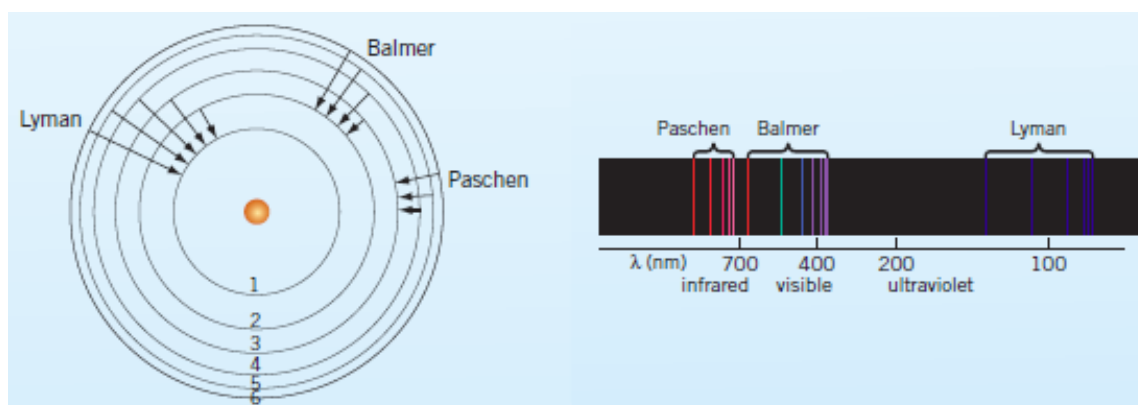 Balmer
Lyman
Paschen
1
2
3
4
5
6
Paschen Balmer Lyman
λ (nm) 700 400 200 100
infrared visible ultraviolet